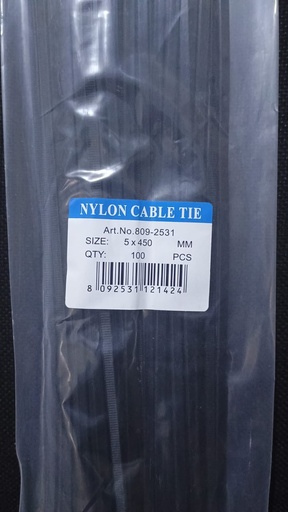 NYLON CABLE TIE
Art.No.809-2531
SIZE: 5 x 450 MM
QTY: 100 PCS
8 092531 121424